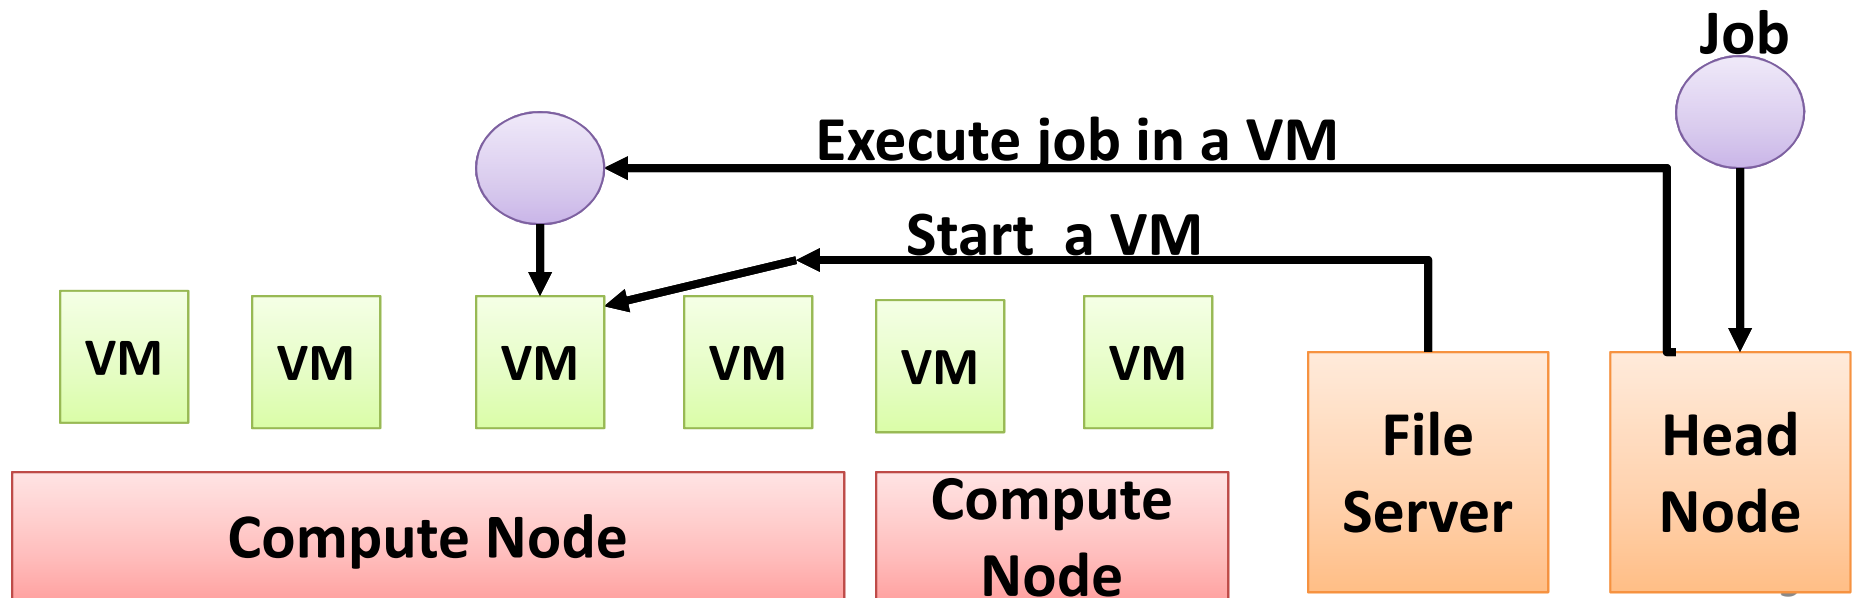 Job
Execute job in a VM
Start  a VM
VM
VM
VM
VM
VM
VM
File
Server
Head
Node
Compute Node
Compute
Node